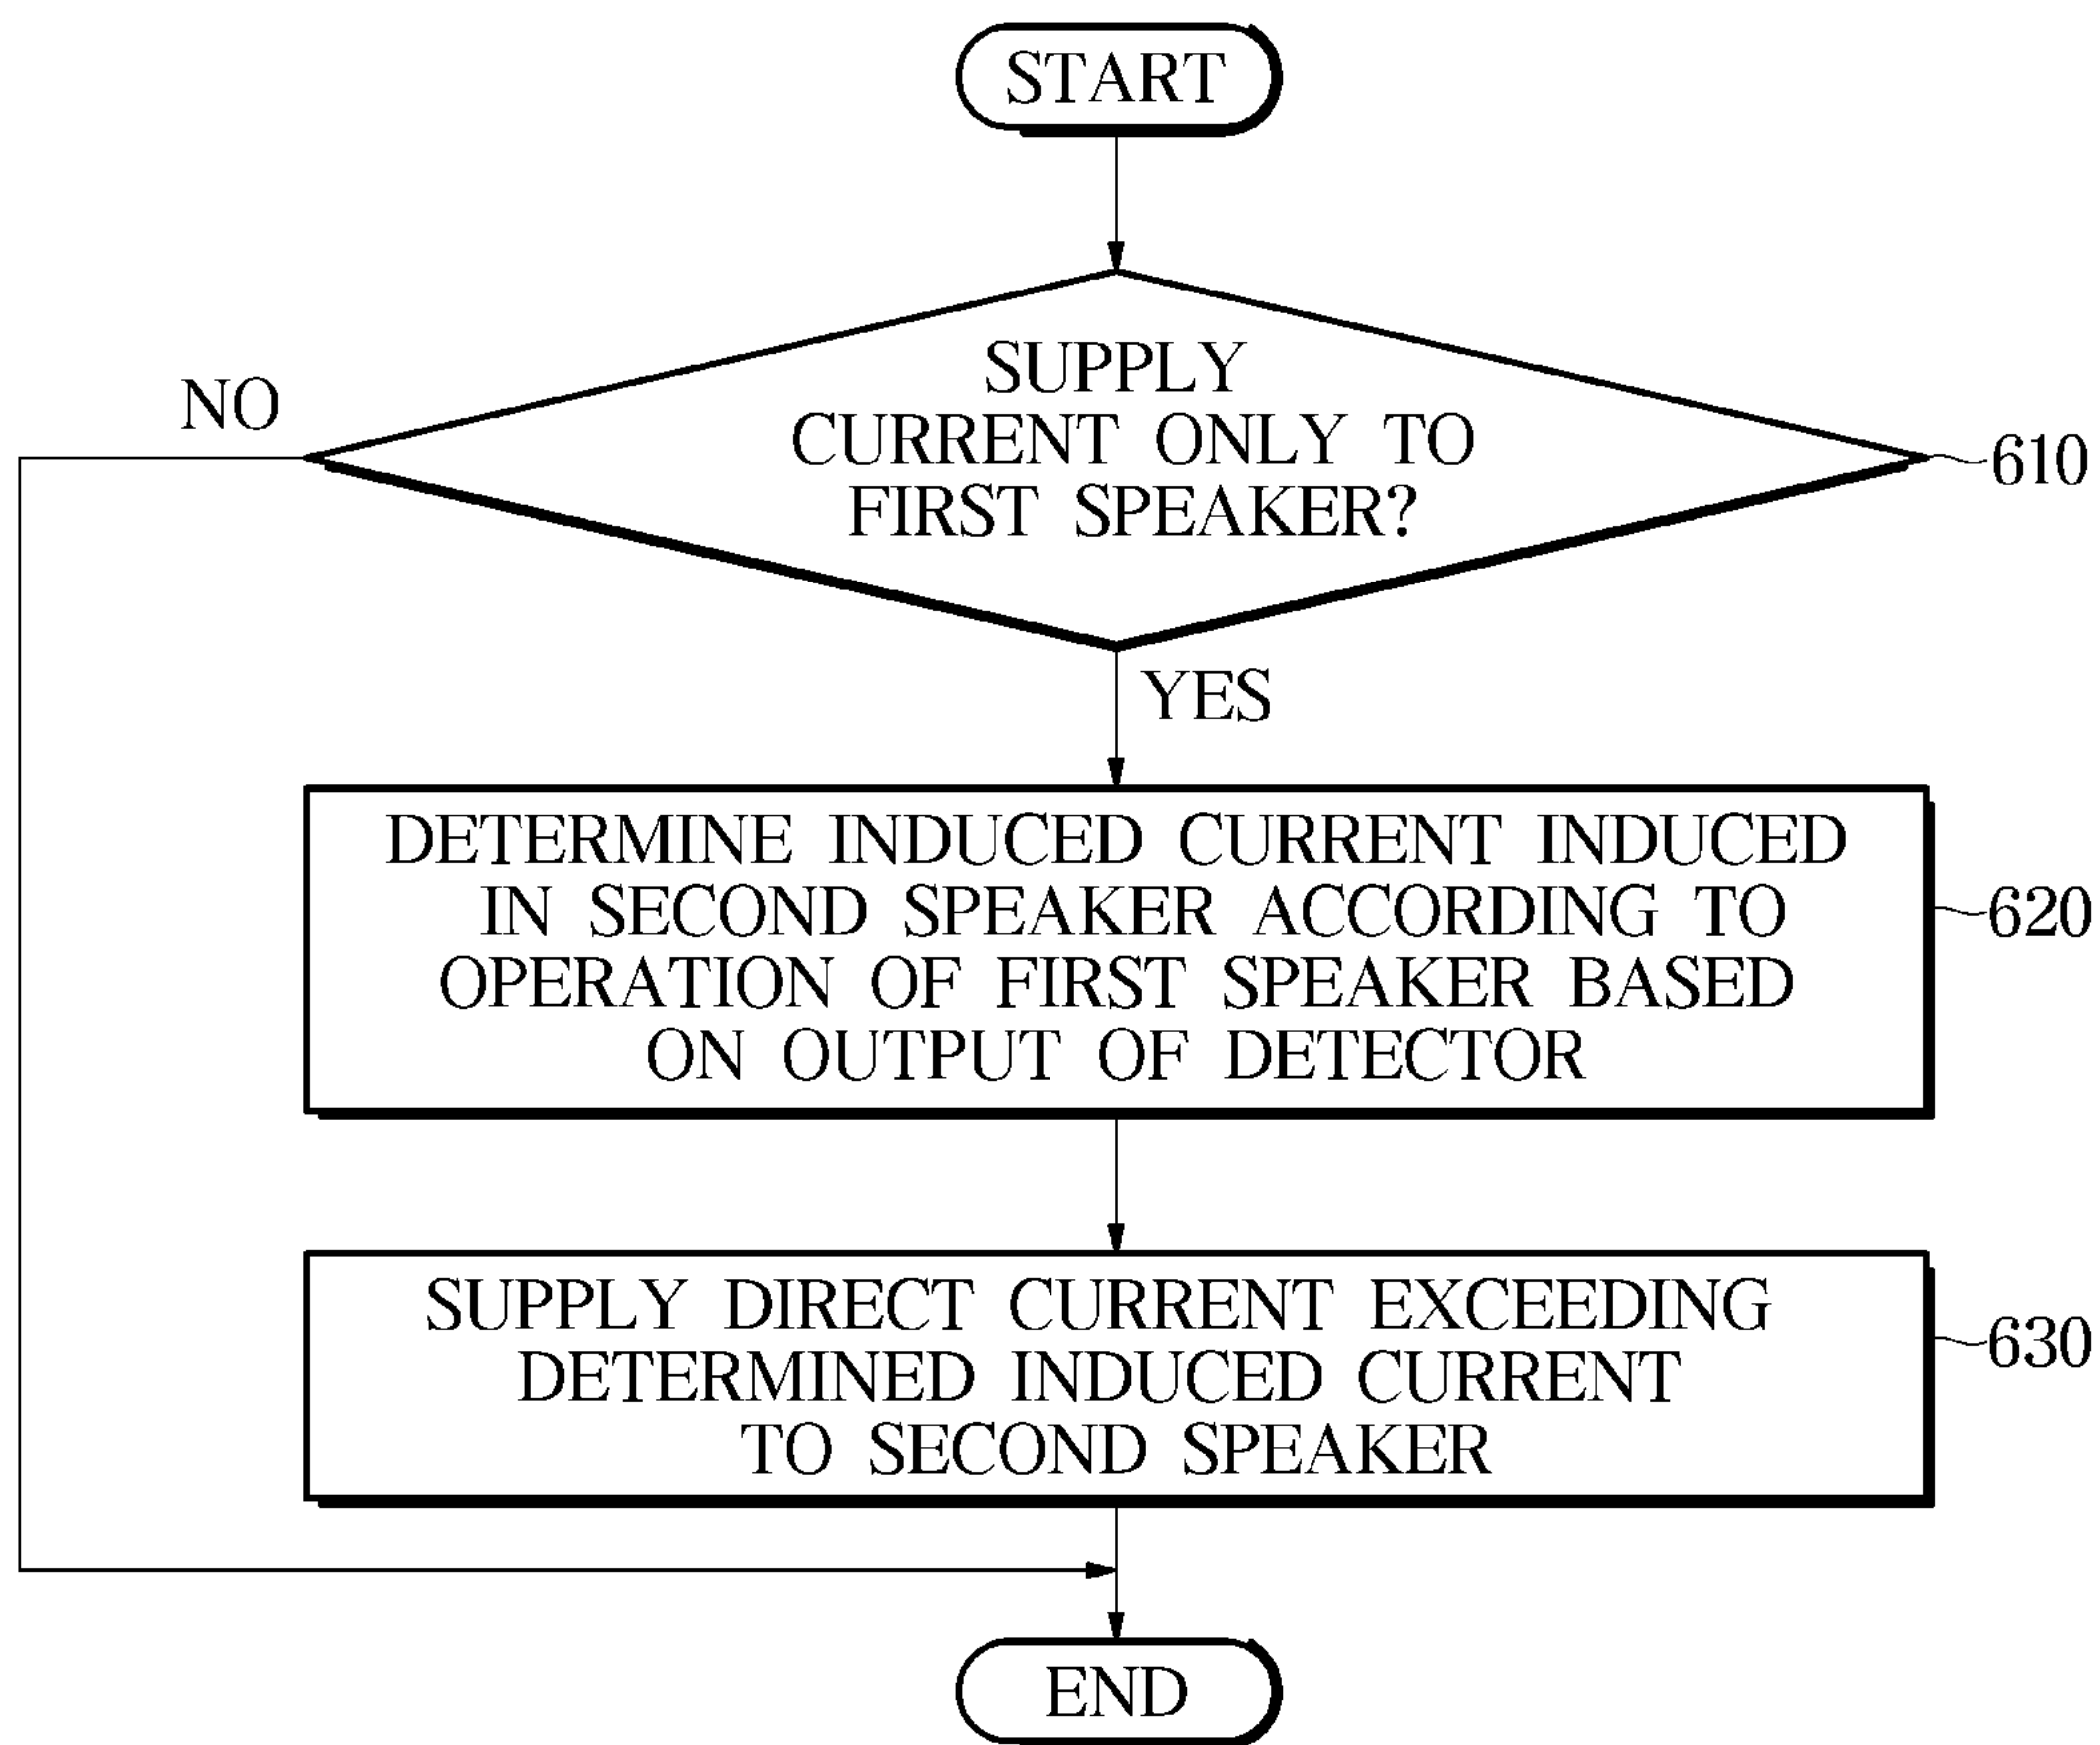 START
SUPPLY
CURRENT ONLY TO
FIRST SPEAKER?
NO
610
YES
DETERMINE INDUCED CURRENT INDUCED
IN SECOND SPEAKER ACCORDING TO
OPERATION OF FIRST SPEAKER BASED
ON OUTPUT OF DETECTOR
620
SUPPLY DIRECT CURRENT EXCEEDING
DETERMINED INDUCED CURRENT
TO SECOND SPEAKER
630
END